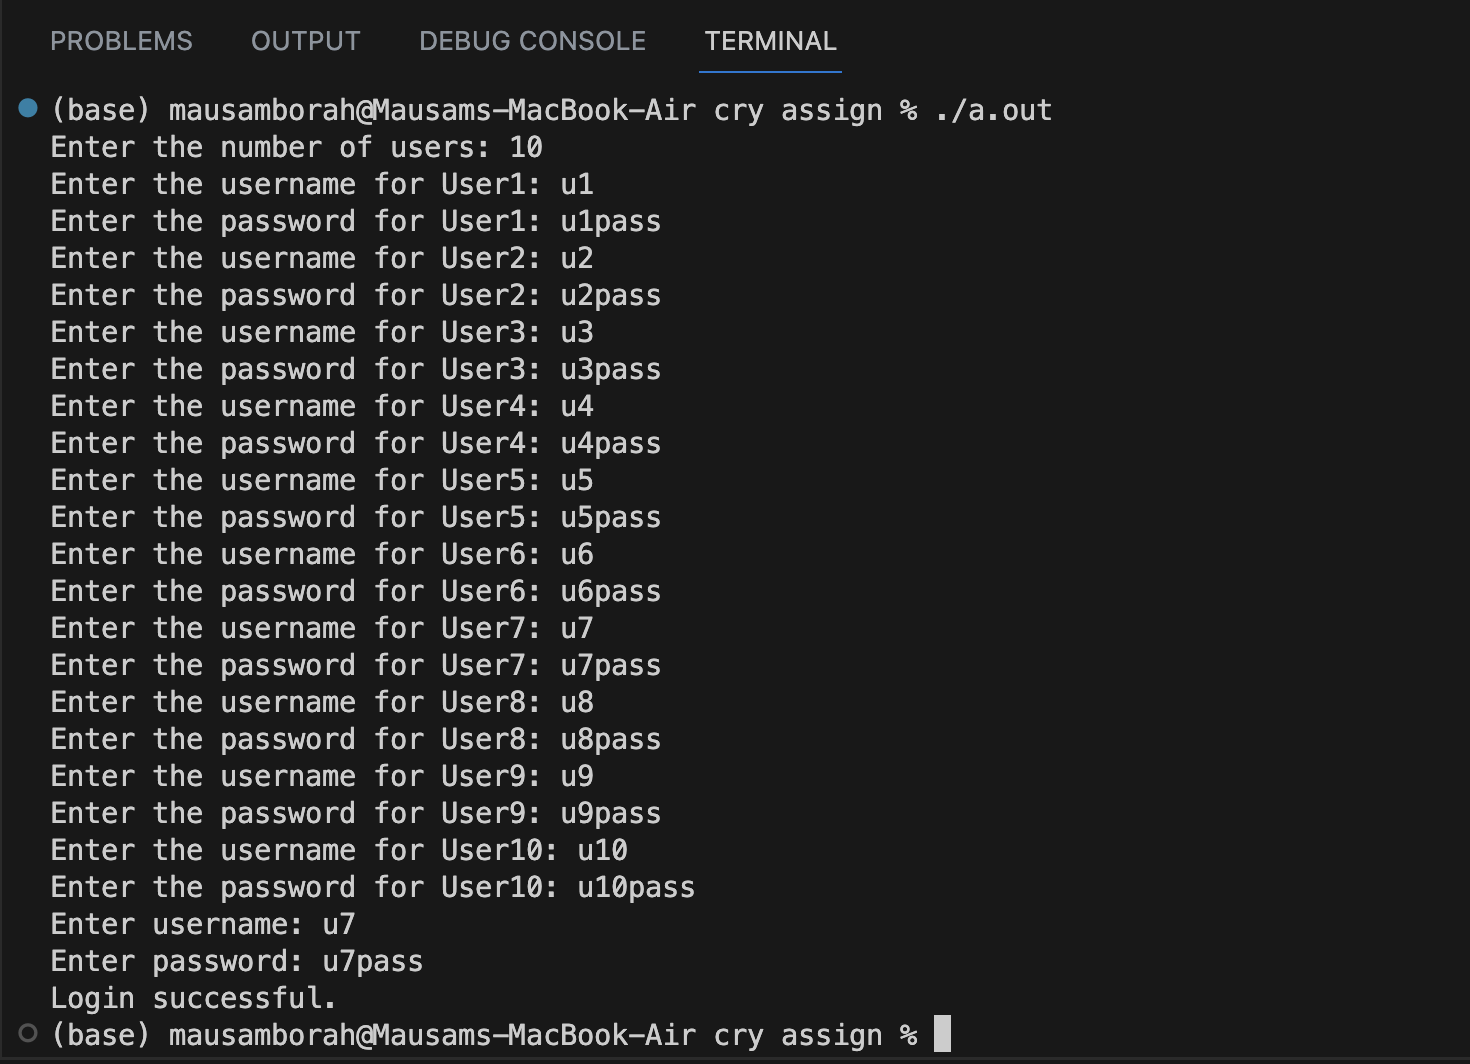 PROBLEMS OUTPUT DEBUG CONSOLE TERMINAL
(base) mausamborah@Mausams-MacBook-Air cry assign % ./a.out
Enter the number of users: 10
Enter the username for User1: u1
Enter the password for User1: u1pass
Enter the username for User2: u2
Enter the password for User2: u2pass
Enter the username for User3: u3
Enter the password for User3: u3pass
Enter the username for User4: u4
Enter the password for User4: u4pass
Enter the username for User5: u5
Enter the password for User5: u5pass
Enter the username for User6: u6
Enter the password for User6: u6pass
Enter the username for User7: u7
Enter the password for User7: u7pass
Enter the username for User8: u8
Enter the password for User8: u8pass
Enter the username for User9: u9
Enter the password for User9: u9pass
Enter the username for User10: u10
Enter the password for User10: u10pass
Enter username: u7
Enter password: u7pass
Login successful.
(base) mausamborah@Mausams-MacBook-Air cry assign %